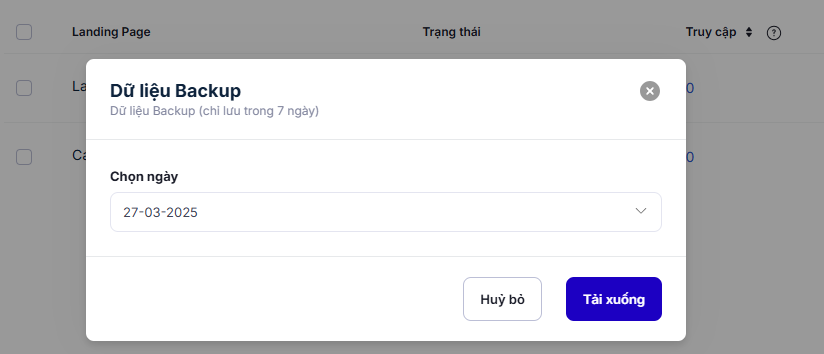 Landing Page Trạng thái Truy cập
La 0
Dữ liệu Backup
Dữ liệu Backup (chỉ lưu trong 7 ngày)
Ca 0
Chọn ngày
27-03-2025
Huỷ bỏ Tải xuống